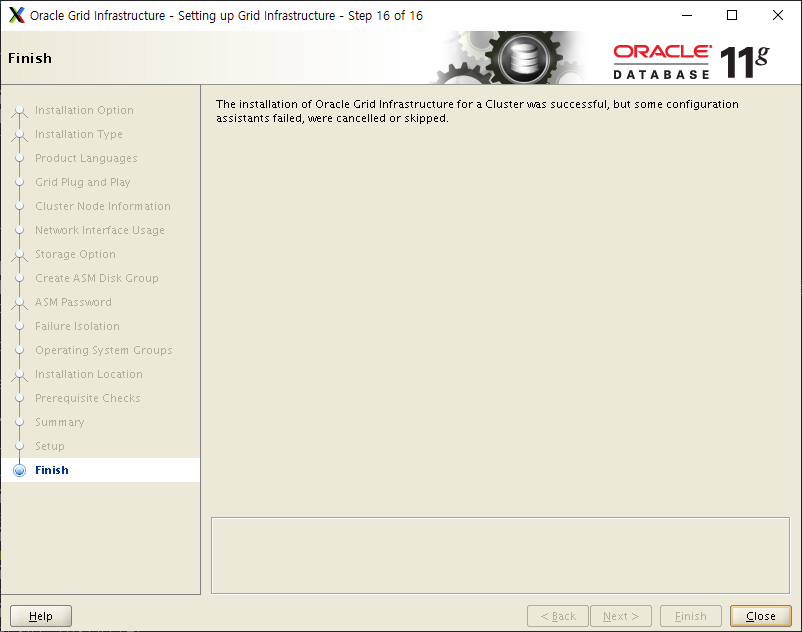 Oracle Grid Infrastructure - Setting up Grid Infrastructure - Step 16 of 16
Finish
ORACLE
DATABASE
11g
Installation Option
Installation Type
Product Languages
Grid Plug and Play
Cluster Node Information
Network Interface Usage
Storage Option
Create ASM Disk Group
ASM Password
Failure Isolation
Operating System Groups
Installation Location
Prerequisite Checks
Summary
Setup
Finish
The installation of Oracle Grid Infrastructure for a Cluster was successful, but some configuration
assistants failed, were cancelled or skipped.
Help
< Back
Next >
Finish
Close